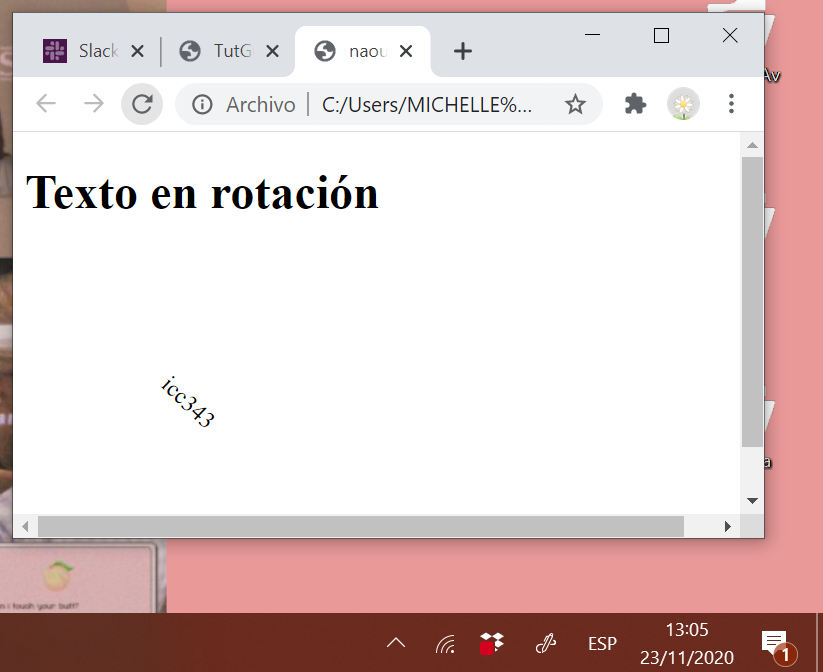 Slack
TutG
naou
Archivo
C:/Users/MICHELLE%...
Av
Texto en rotación
icc343
a
n i touch your butt?
ESP
13:05
23/11/2020
1